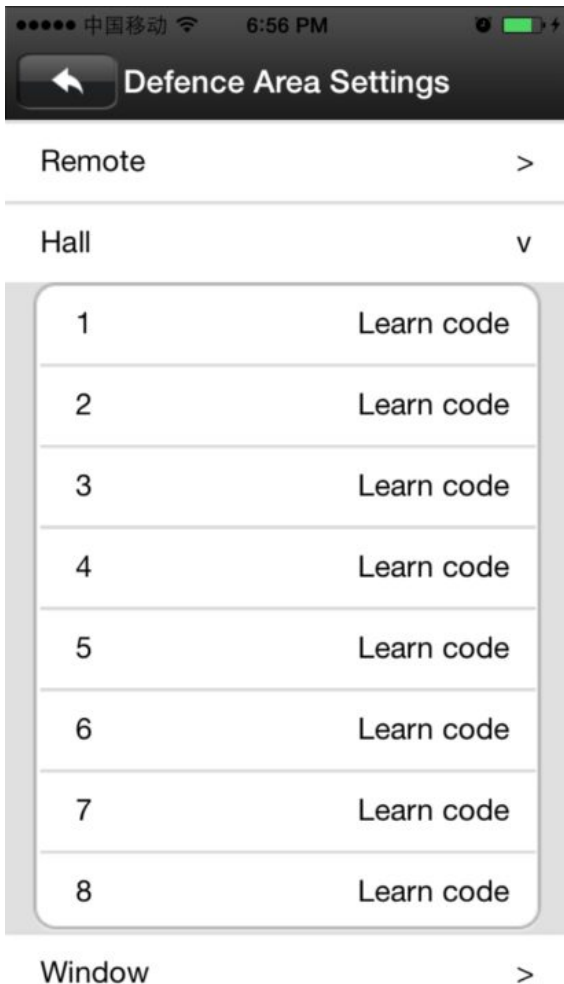 中国移动 6:56 PM
Defence Area Settings
Remote >
Hall v
1 Learn code
2 Learn code
3 Learn code
4 Learn code
5 Learn code
6 Learn code
7 Learn code
8 Learn code
Window >